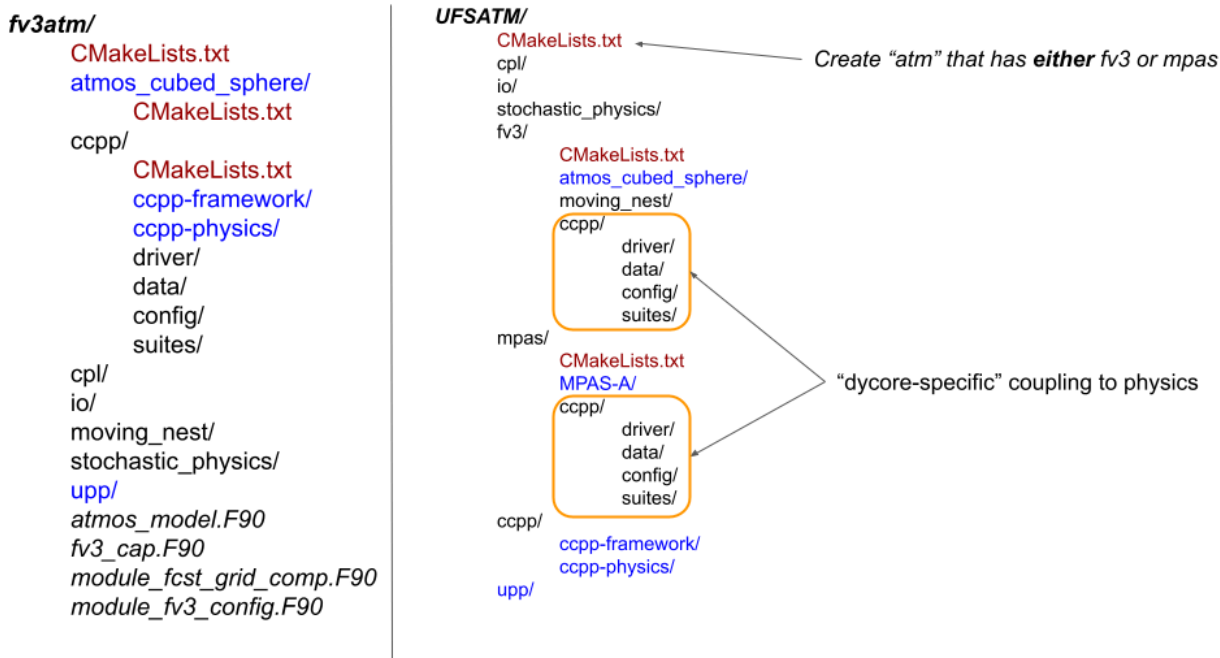 fv3atm/
CMakeLists.txt
atmos_cubed_sphere/
CMakeLists.txt
ccpp/
CMakeLists.txt
ccpp-framework/
ccpp-physics/
driver/
data/
config/
suites/
cpl/
io/
moving_nest/
stochastic_physics/
upp/
atmos_model.F90
fv3_cap.F90
module_fcst_grid_comp.F90
module_fv3_config.F90
UFSATM/
CMakeLists.txt
cpl/
io/
stochastic_physics/
fv3/
CMakeLists.txt
atmos_cubed_sphere/
moving_nest/
ccpp/
driver/
data/
config/
suites/
mpas/
CMakeLists.txt
MPAS-A/
ccpp/
driver/
data/
config/
suites/
ccpp/
ccpp-framework/
ccpp-physics/
upp/
Create “atm” that has either fv3 or mpas
“dycore-specific” coupling to physics